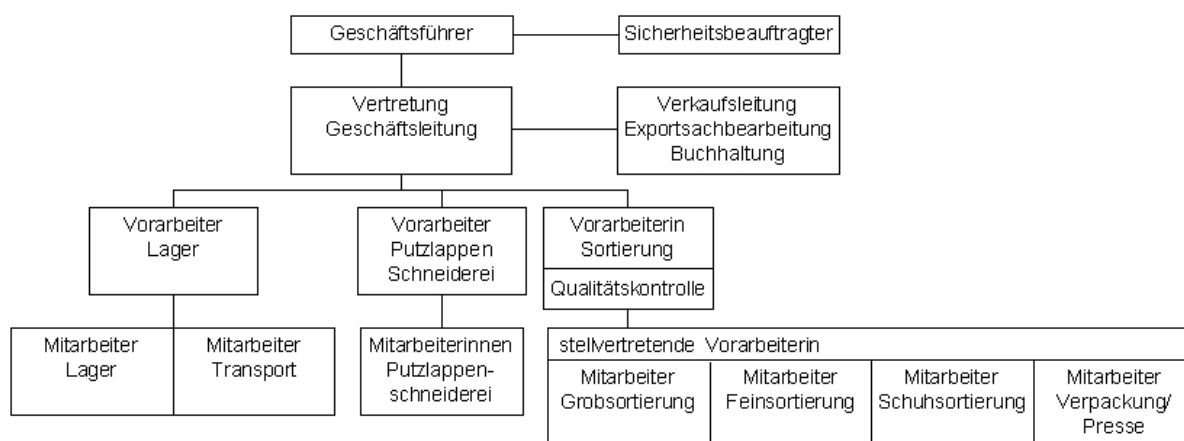 Geschäftsführer
Sicherheitsbeauftragter
Vertretung
Geschäftsleitung
Verkaufsleitung
Exportsachbearbeitung
Buchhaltung
Vorarbeiter
Lager
Vorarbeiter
Putzlappen
Schneiderei
Vorarbeiterin
Sortierung
Qualitätskontrolle
Mitarbeiter
Lager
Mitarbeiter
Transport
Mitarbeiterinnen
Putzlappen-
schneiderei
stellvertretende Vorarbeiterin
Mitarbeiter
Grobsortierung
Mitarbeiter
Feinsortierung
Mitarbeiter
Schuhsortierung
Mitarbeiter
Verpackung/
Presse